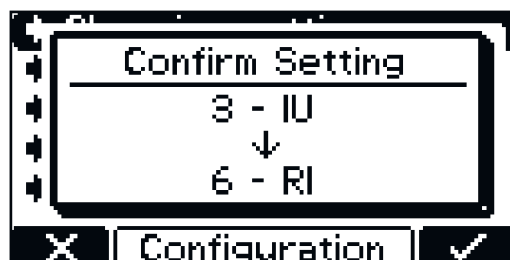 Confirm Setting
3 - IU
↓
6 - RI
X Configuration ✓